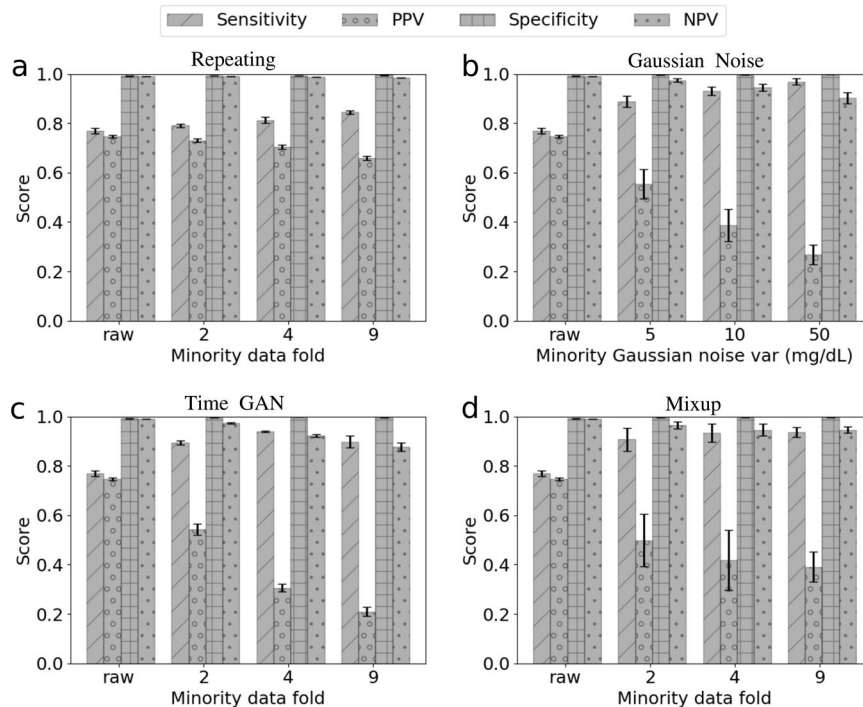 Sensitivity PPV Specificity NPV
a Repeating
1.0
0.8
0.6
0.4
0.2
0.0
Score
raw 2 4 9
Minority data fold
b Gaussian Noise
1.0
0.8
0.6
0.4
0.2
0.0
Score
raw 5 10 50
Minority Gaussian noise var (mg/dL)
c Time GAN
1.0
0.8
0.6
0.4
0.2
0.0
Score
raw 2 4 9
Minority data fold
d Mixup
1.0
0.8
0.6
0.4
0.2
0.0
Score
raw 2 4 9
Minority data fold